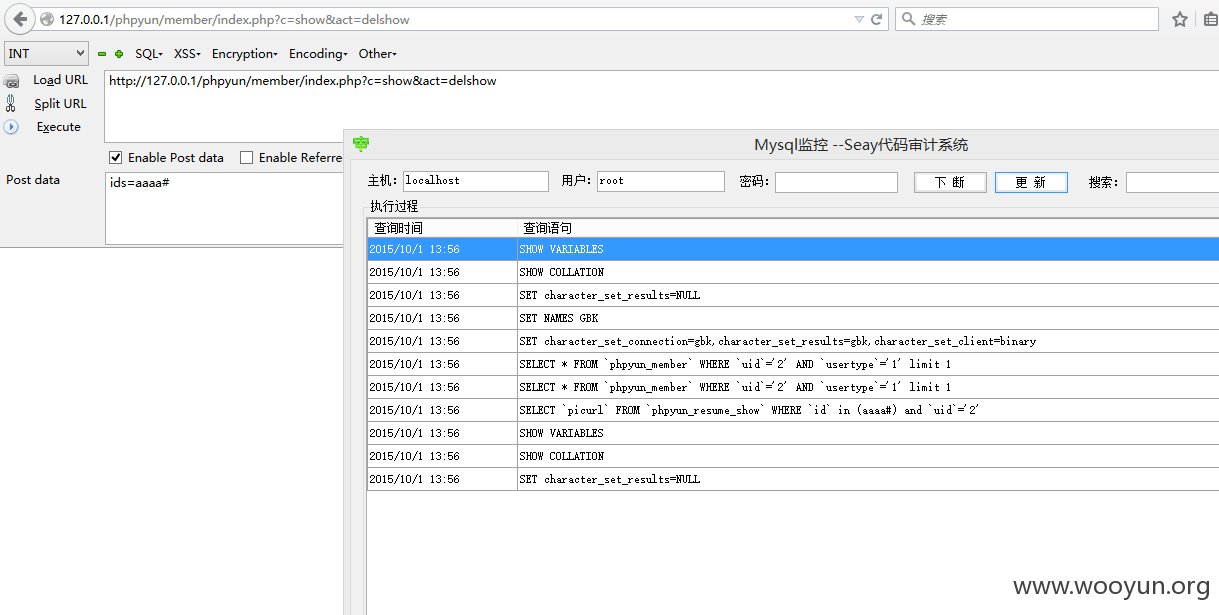 127.0.0.1/phpyun/member/index.php?c=show&act=delshow
搜索
INT SQL XSS Encryption Encoding Other
Load URL
http://127.0.0.1/phpyun/member/index.php?c=show&act=delshow
Split URL
Execute
Enable Post data Enable Referre
Post data
ids=aaaa#
Mysql监控 --Seay代码审计系统
主机: localhost 用户: root 密码: 下 断 更 新 搜索:
执行过程
查询时间 查询语句
2015/10/1 13:56 SHOW VARIABLES
2015/10/1 13:56 SHOW COLLATION
2015/10/1 13:56 SET character_set_results=NULL
2015/10/1 13:56 SET NAMES GBK
2015/10/1 13:56 SET character_set_connection=gbk,character_set_results=gbk,character_set_client=binary
2015/10/1 13:56 SELECT * FROM `phpyun_member` WHERE `uid`='2' AND `usertype`='1' limit 1
2015/10/1 13:56 SELECT * FROM `phpyun_member` WHERE `uid`='2' AND `usertype`='1' limit 1
2015/10/1 13:56 SELECT `picurl` FROM `phpyun_resume_show` WHERE `id` in (aaaa#) and `uid`='2'
2015/10/1 13:56 SHOW VARIABLES
2015/10/1 13:56 SHOW COLLATION
2015/10/1 13:56 SET character_set_results=NULL
www.wooyun.org